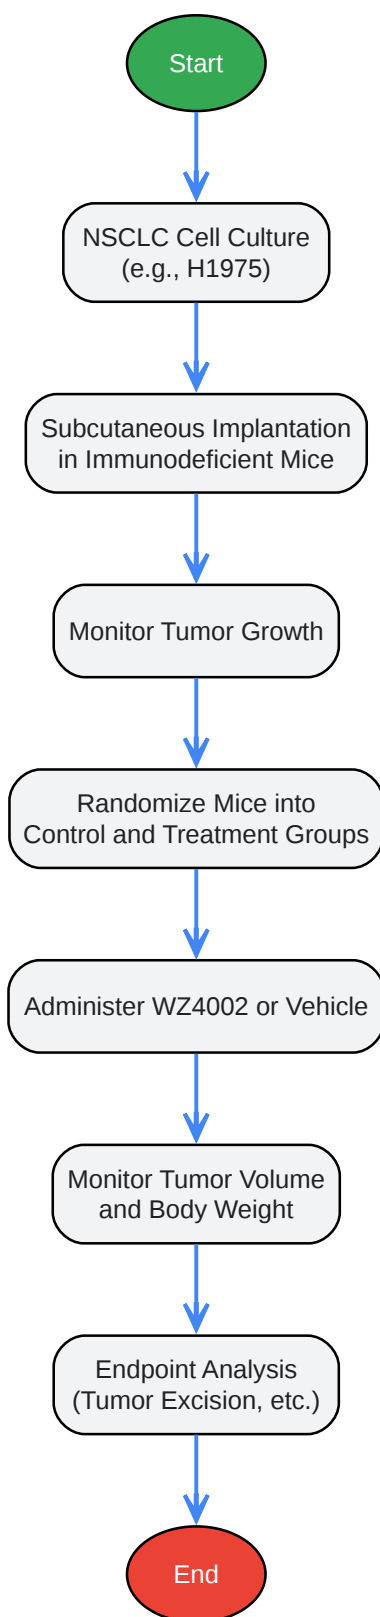 Start
NSCLC Cell Culture
(e.g., H1975)
Subcutaneous Implantation
in Immunodeficient Mice
Monitor Tumor Growth
Randomize Mice into
Control and Treatment Groups
Administer WZ4002 or Vehicle
Monitor Tumor Volume
and Body Weight
Endpoint Analysis
(Tumor Excision, etc.)
End